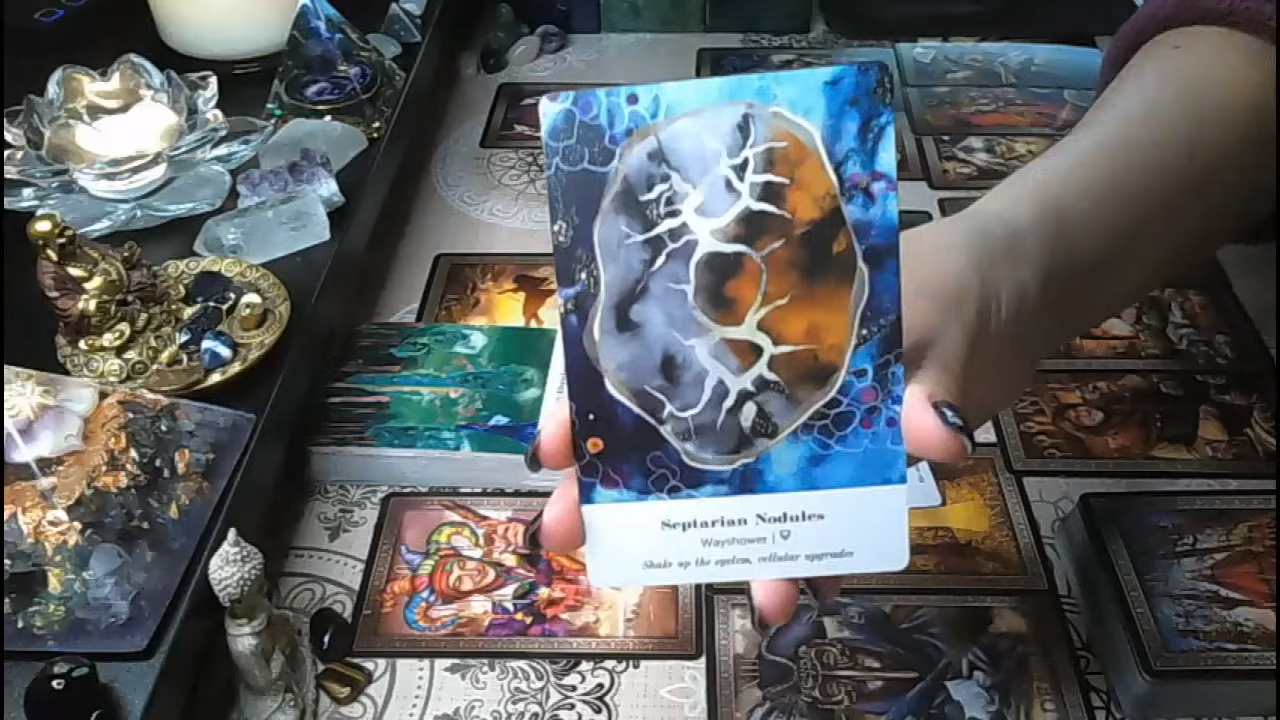 Septarian Nodules
Wayshower |
Shake up the system, cellular upgrades